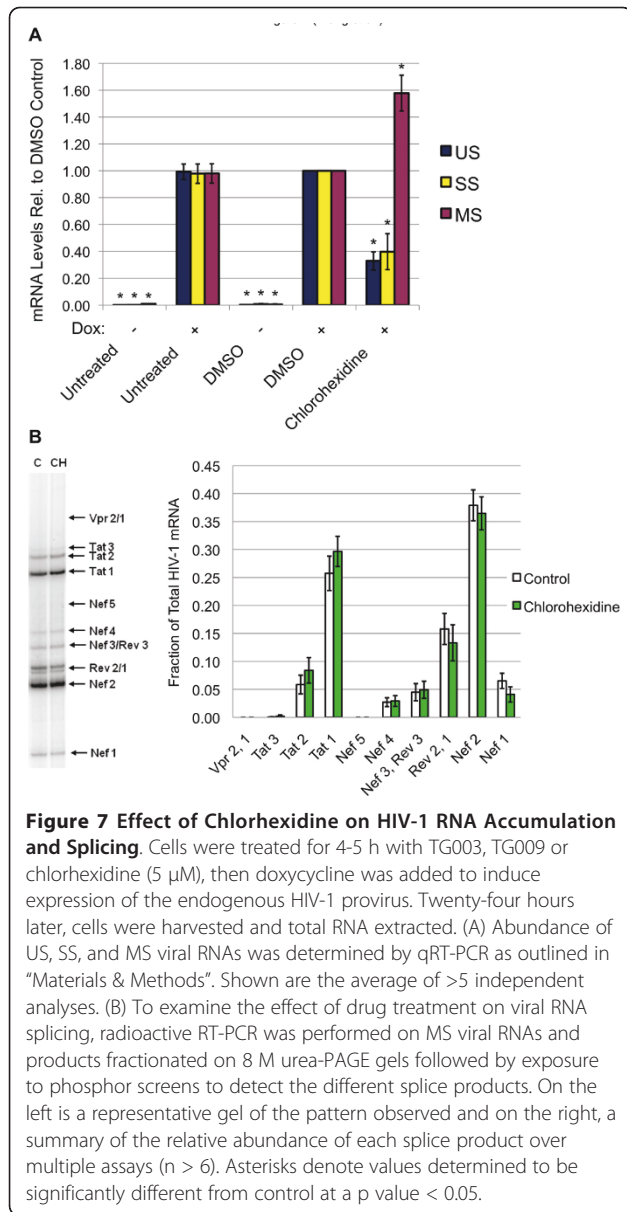 A
mRNA Levels Rel. to DMSO Control
1.80
1.60
1.40
1.20
1.00
0.80
0.60
0.40
0.20
0.00
* * *
* * *
* *
*
US
SS
MS
Dox: - + - + +
Untreated
Untreated
DMSO
DMSO
Chlorohexidine
B
C CH
Vpr 2/1
Tat 3
Tat 2
Tat 1
Nef 5
Nef 4
Nef 3/Rev 3
Rev 2/1
Nef 2
Nef 1
Fraction of Total HIV-1 mRNA
0.45
0.40
0.35
0.30
0.25
0.20
0.15
0.10
0.05
0.00
Control
Chlorohexidine
Vpr 2, 1
Tat 3
Tat 2
Tat 1
Nef 5
Nef 4
Nef 3, Rev 3
Rev 2, 1
Nef 2
Nef 1
Figure 7 Effect of Chlorhexidine on HIV-1 RNA Accumulation
and Splicing. Cells were treated for 4-5 h with TG003, TG009 or
chlorhexidine (5 μM), then doxycycline was added to induce
expression of the endogenous HIV-1 provirus. Twenty-four hours
later, cells were harvested and total RNA extracted. (A) Abundance of
US, SS, and MS viral RNAs was determined by qRT-PCR as outlined in
"Materials & Methods". Shown are the average of >5 independent
analyses. (B) To examine the effect of drug treatment on viral RNA
splicing, radioactive RT-PCR was performed on MS viral RNAs and
products fractionated on 8 M urea-PAGE gels followed by exposure
to phosphor screens to detect the different splice products. On the
left is a representative gel of the pattern observed and on the right, a
summary of the relative abundance of each splice product over
multiple assays (n > 6). Asterisks denote values determined to be
significantly different from control at a p value < 0.05.